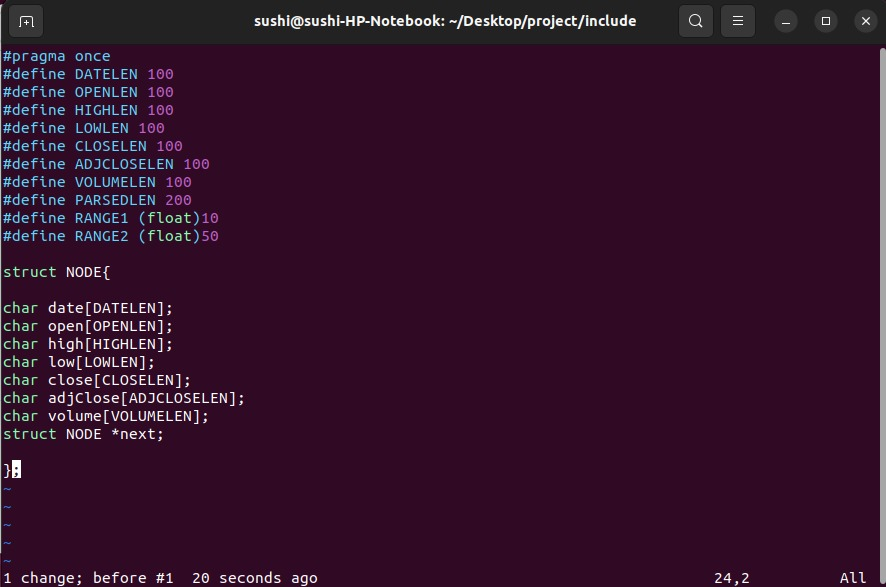 sushi@sushi-HP-Notebook: ~/Desktop/project/include
#pragma once
#define DATELEN 100
#define OPENLEN 100
#define HIGHLEN 100
#define LOWLEN 100
#define CLOSELEN 100
#define ADJCLOSELEN 100
#define VOLUMELEN 100
#define PARSEDLEN 200
#define RANGE1 (float)10
#define RANGE2 (float)50
struct NODE{
char date[DATELEN];
char open[OPENLEN];
char high[HIGHLEN];
char low[LOWLEN];
char close[CLOSELEN];
char adjClose[ADJCLOSELEN];
char volume[VOLUMELEN];
struct NODE *next;
};
~
~
~
~
~
1 change; before #1  20 seconds ago 24,2 All